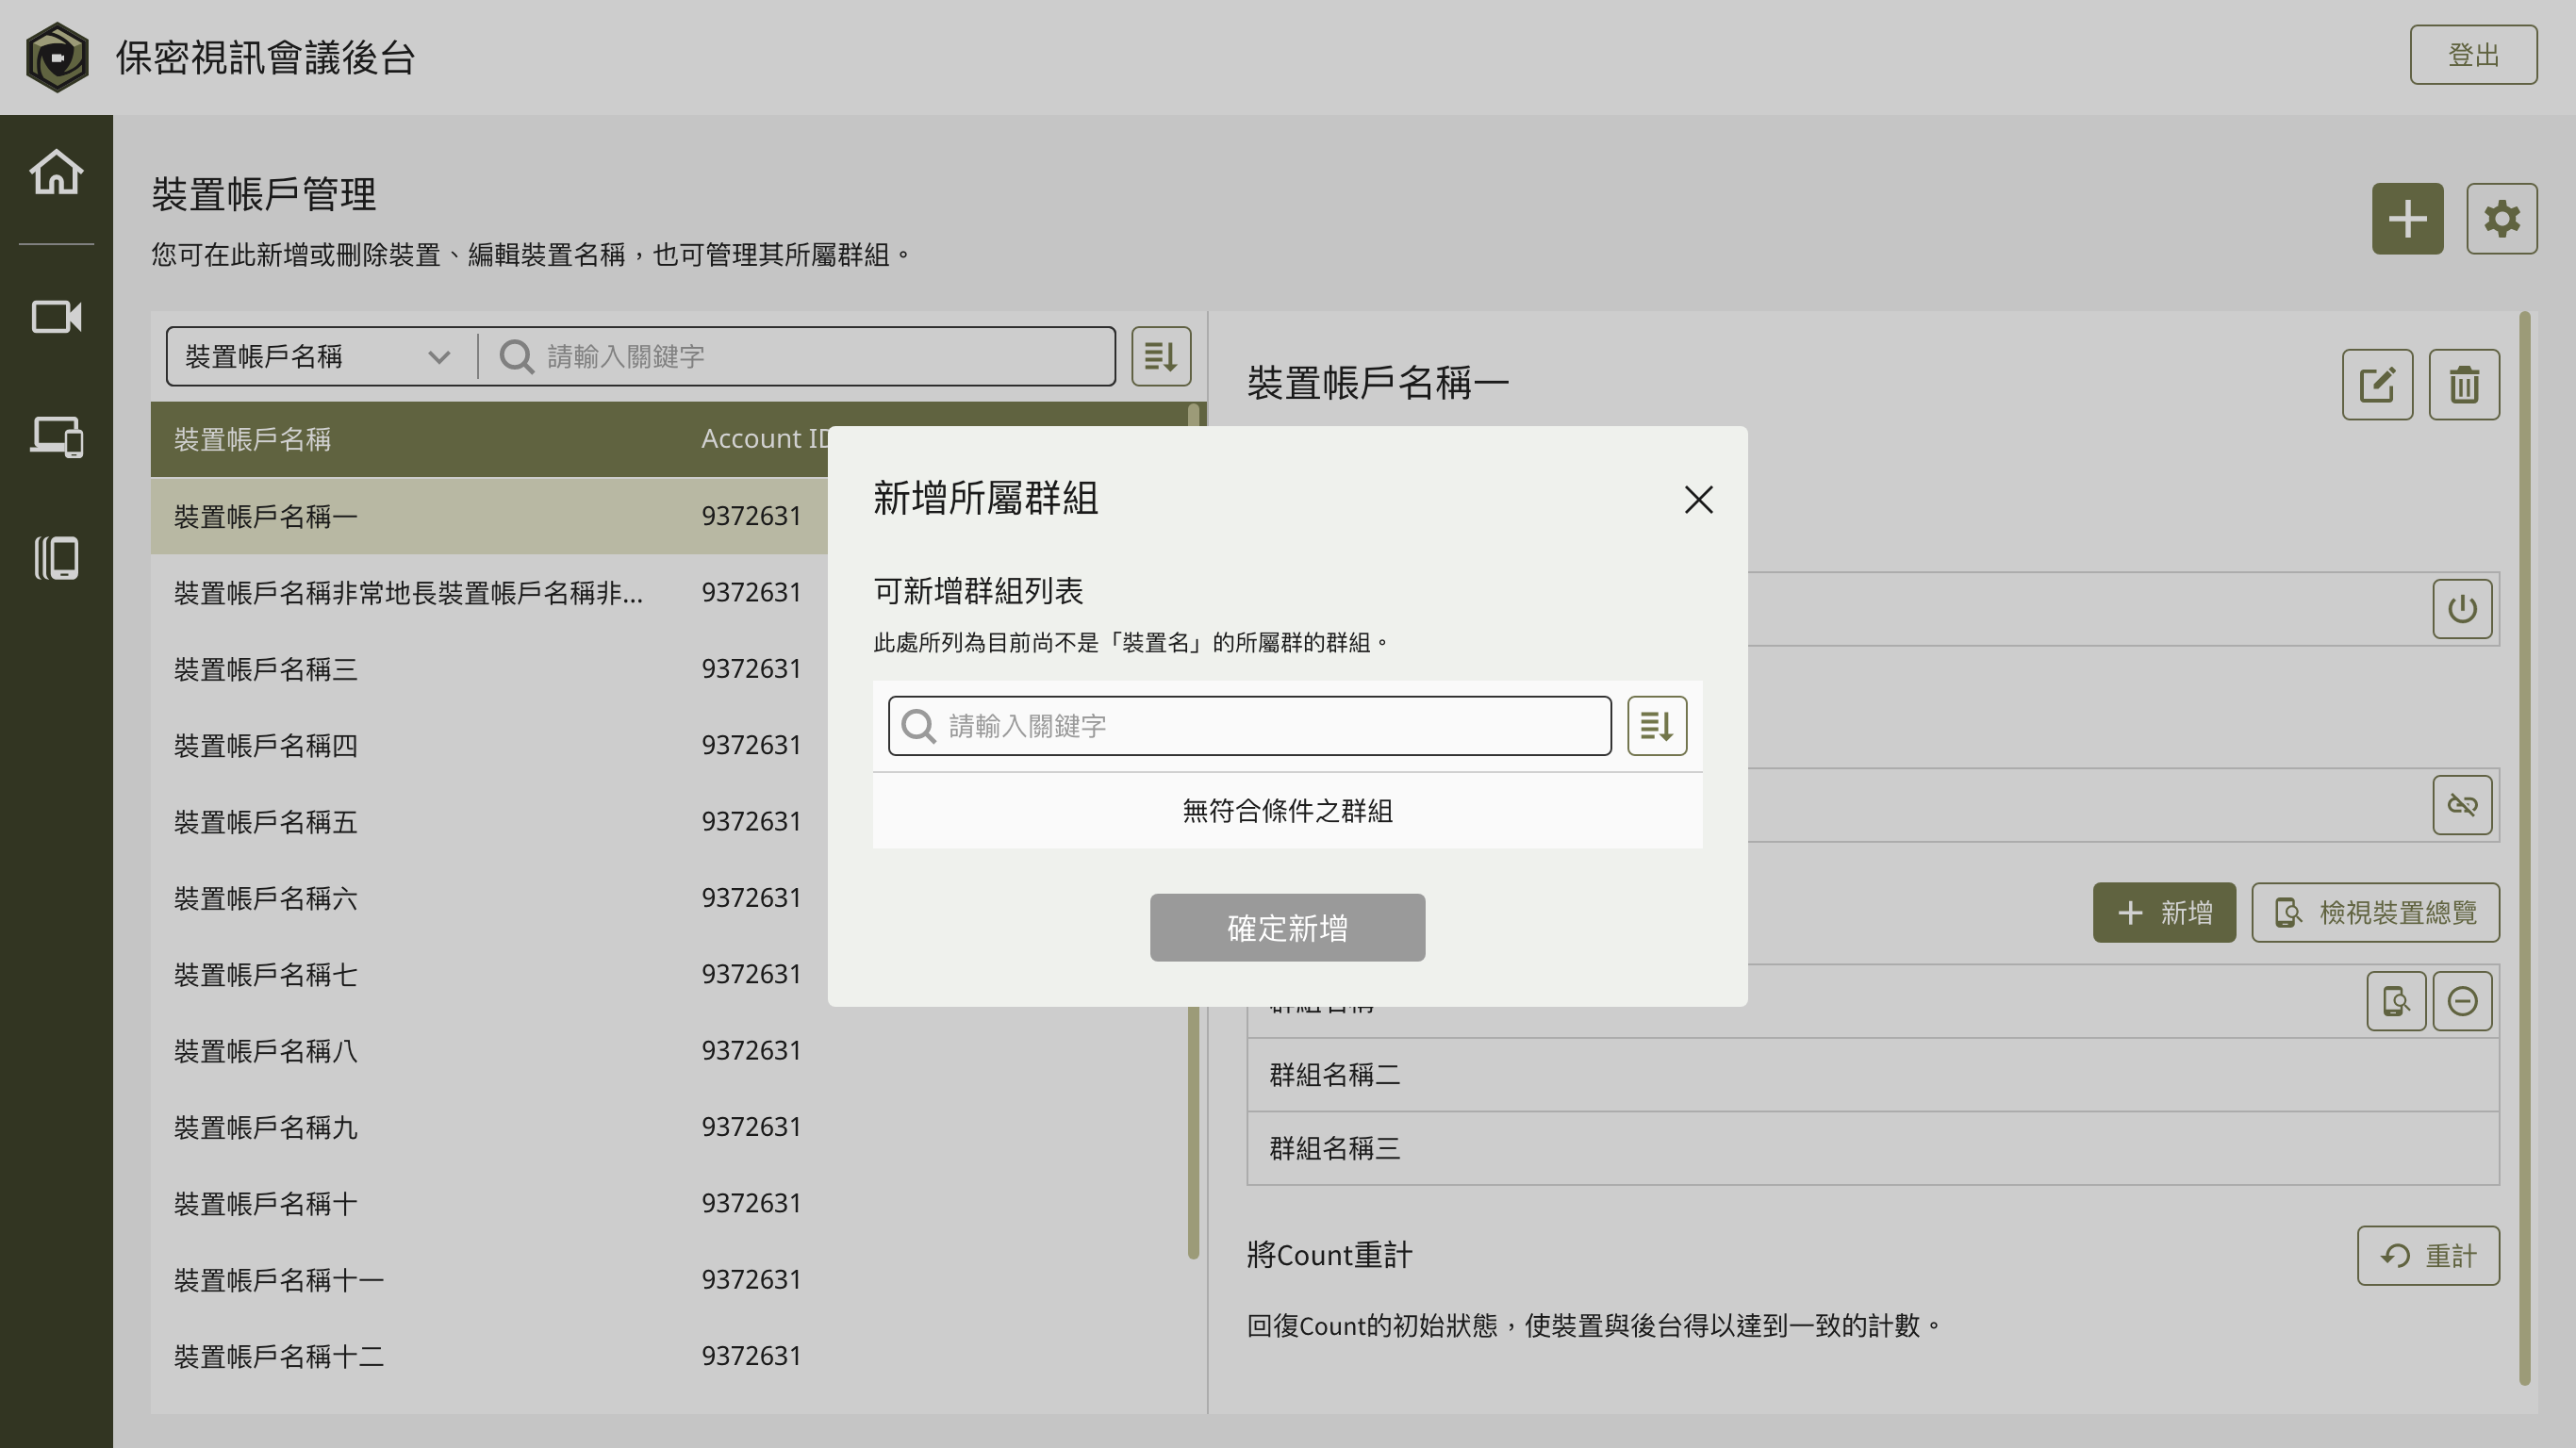 保密視訊會議後台
登出
裝置帳戶管理
您可在此新增或刪除裝置、編輯裝置名稱，也可管理其所屬群組。
裝置帳戶名稱
請輸入關鍵字
裝置帳戶名稱 Account ID
裝置帳戶名稱一 9372631
裝置帳戶名稱非常地長裝置帳戶名稱非... 9372631
裝置帳戶名稱三 9372631
裝置帳戶名稱四 9372631
裝置帳戶名稱五 9372631
裝置帳戶名稱六 9372631
裝置帳戶名稱七 9372631
裝置帳戶名稱八 9372631
裝置帳戶名稱九 9372631
裝置帳戶名稱十 9372631
裝置帳戶名稱十一 9372631
裝置帳戶名稱十二 9372631
裝置帳戶名稱一
新增所屬群組
可新增群組列表
此處所列為目前尚不是「裝置名」的所屬群的群組。
請輸入關鍵字
無符合條件之群組
確定新增
新增
檢視裝置總覽
群組名稱二
群組名稱三
將Count重計
重計
回復Count的初始狀態，使裝置與後台得以達到一致的計數。